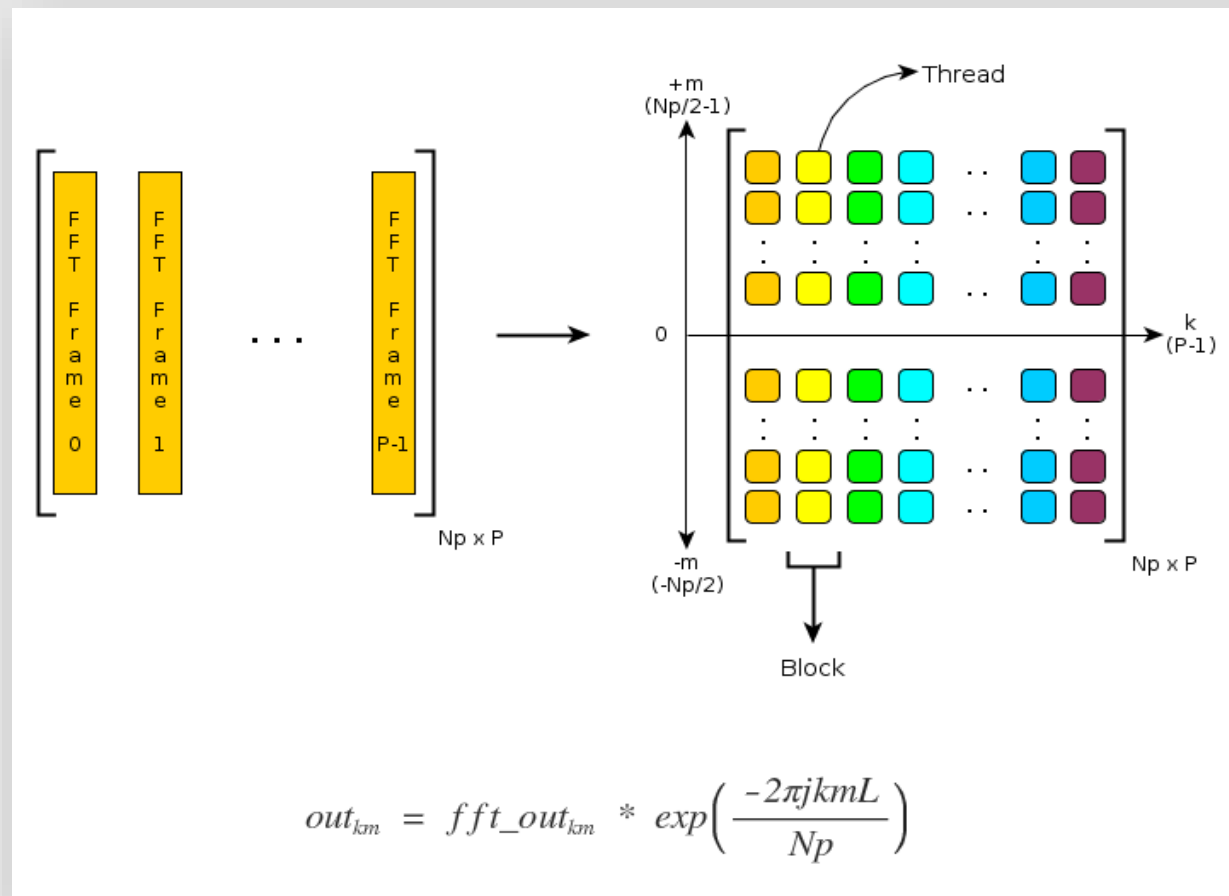 Thread
+m
(Np/2-1)
FFT Frame 0
FFT Frame 1
. . .
FFT Frame P-1
0
k
(P-1)
Np x P
-m
(-Np/2)
Np x P
Block
out_km = fft_out_km * exp(-2πjkmL / Np)